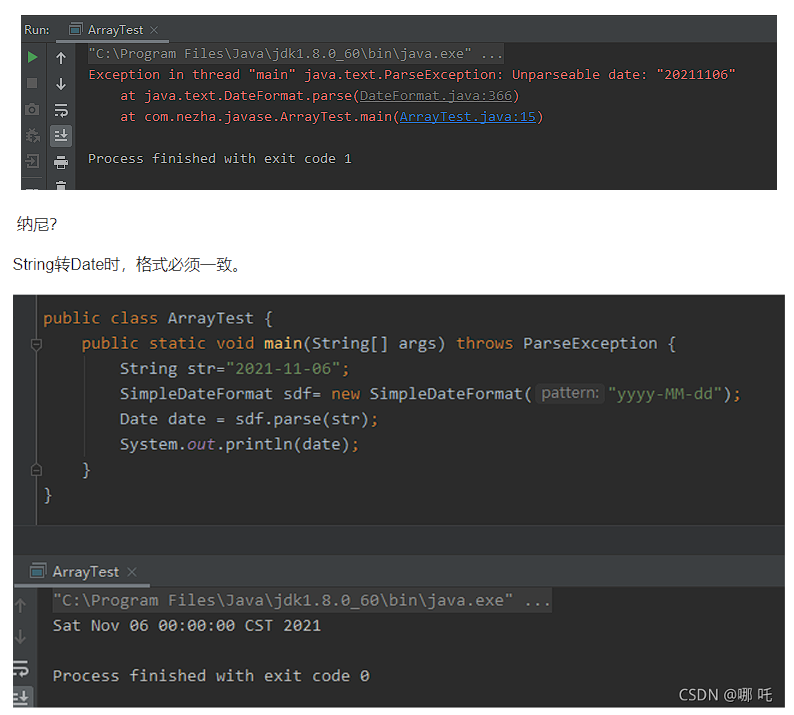 Run: ArrayTest ×
"C:\Program Files\Java\jdk1.8.0_60\bin\java.exe" ...
Exception in thread "main" java.text.ParseException: Unparseable date: "20211106"
at java.text.DateFormat.parse(DateFormat.java:366)
at com.nezha.javase.ArrayTest.main(ArrayTest.java:15)
Process finished with exit code 1
纳尼？
String转Date时，格式必须一致。
public class ArrayTest {
public static void main(String[] args) throws ParseException {
String str="2021-11-06";
SimpleDateFormat sdf= new SimpleDateFormat( pattern: "yyyy-MM-dd");
Date date = sdf.parse(str);
System.out.println(date);
}
}
ArrayTest ×
"C:\Program Files\Java\jdk1.8.0_60\bin\java.exe" ...
Sat Nov 06 00:00:00 CST 2021
Process finished with exit code 0
CSDN @哪 吒